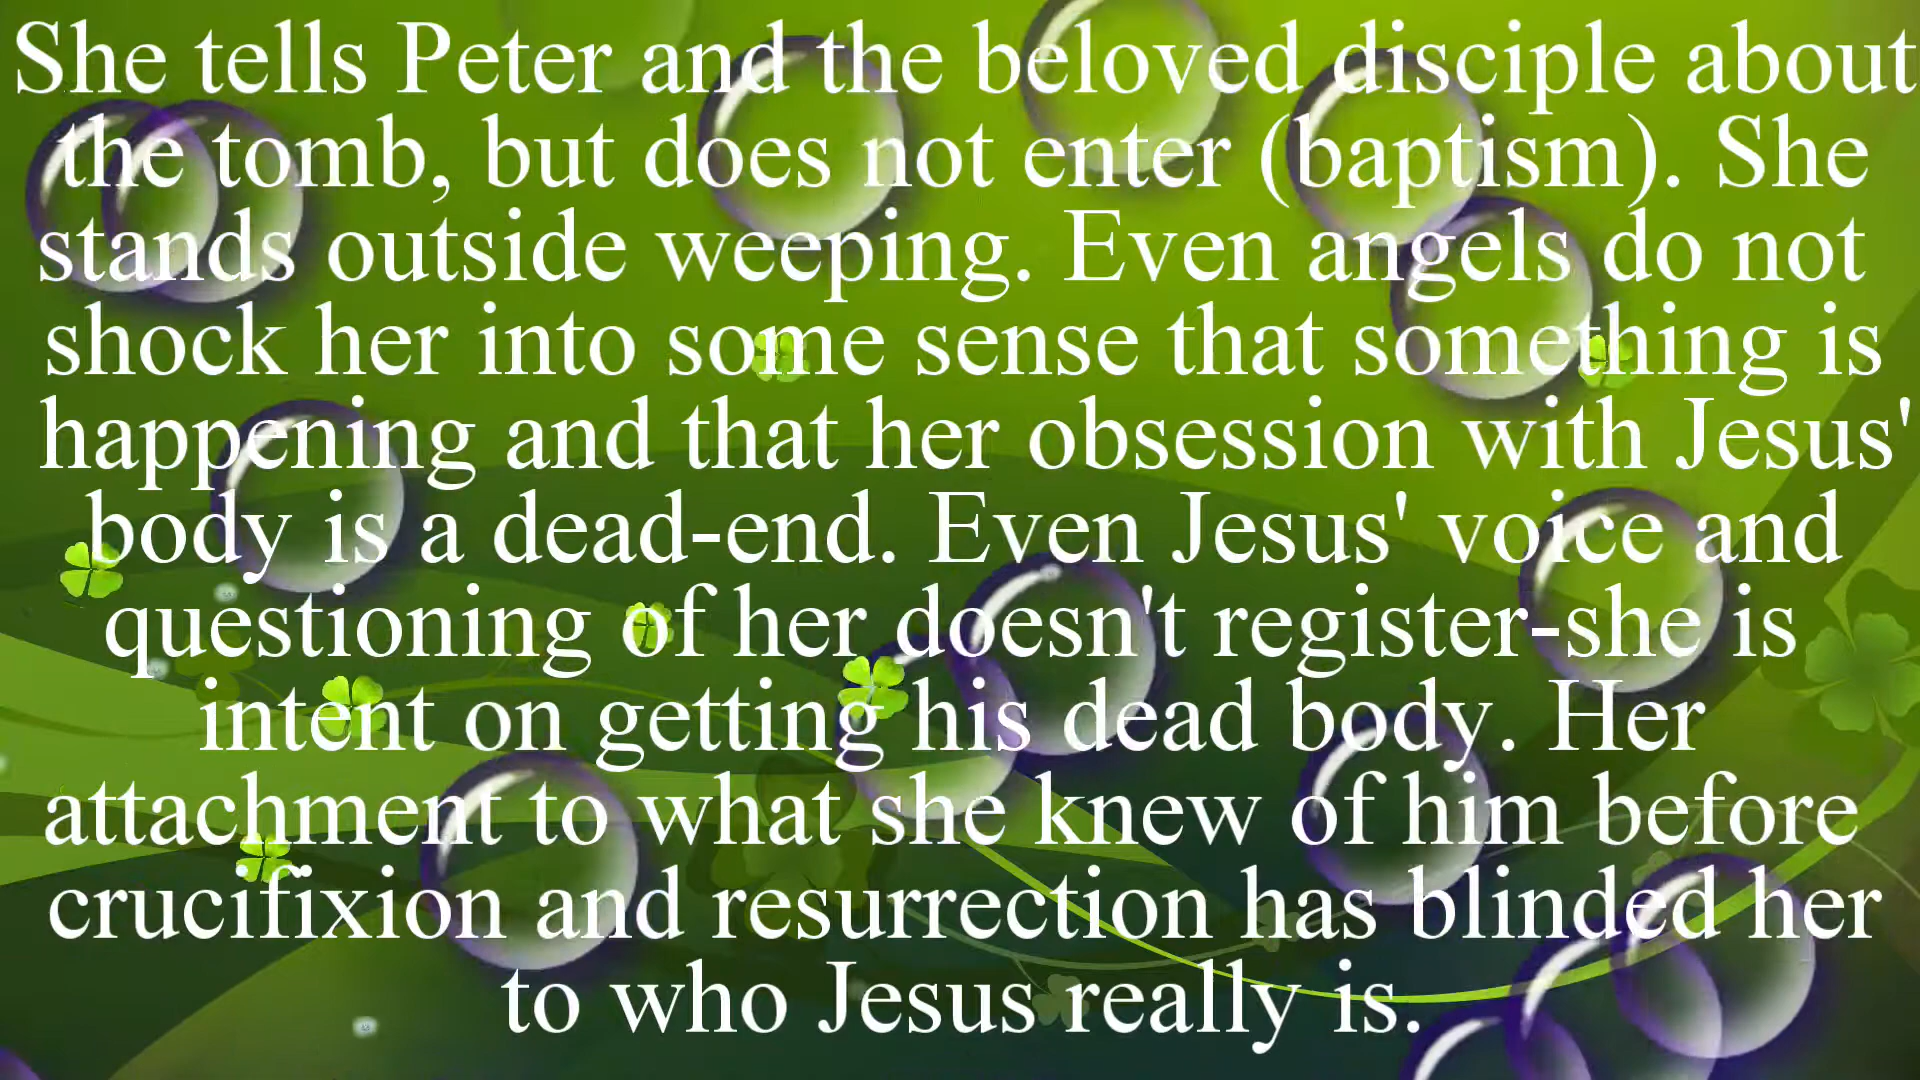 She tells Peter and the beloved disciple about
the tomb, but does not enter (baptism). She
stands outside weeping. Even angels do not
shock her into some sense that something is
happening and that her obsession with Jesus'
body is a dead-end. Even Jesus' voice and
questioning of her doesn't register-she is
intent on getting his dead body. Her
attachment to what she knew of him before
crucifixion and resurrection has blinded her
to who Jesus really is.